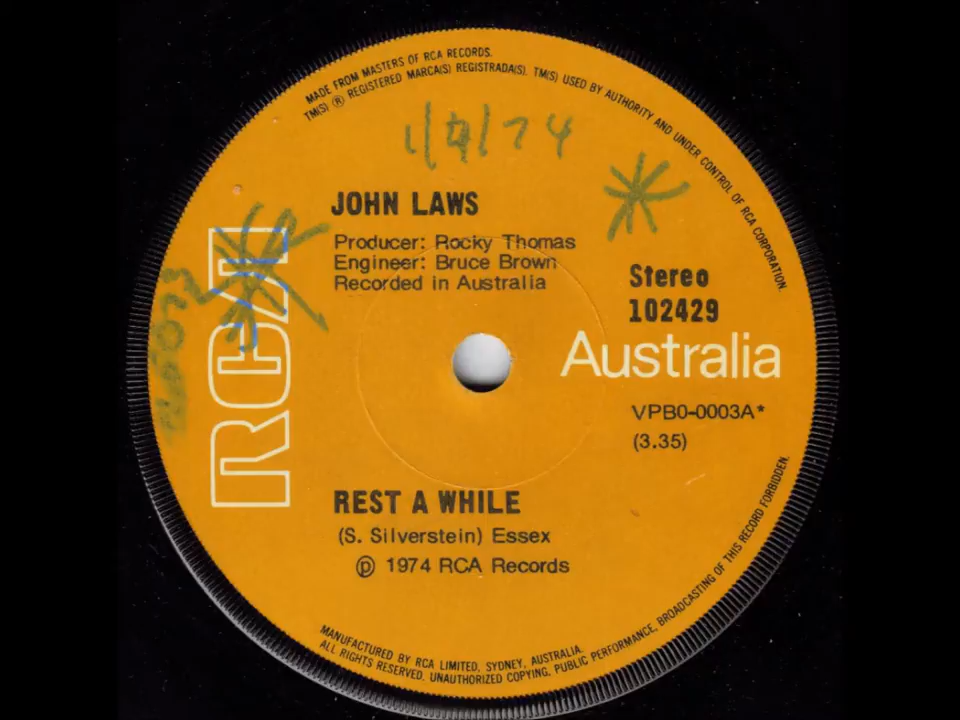 MADE FROM MASTERS OF RCA RECORDS.
TM(S) ® REGISTERED MARCA(S) REGISTRADA(S). TM(S) USED BY AUTHORITY AND UNDER CONTROL OF RCA CORPORATION.
JOHN LAWS
Producer: Rocky Thomas
Engineer: Bruce Brown
Recorded in Australia
Stereo
102429
RCA
Australia
VPB0-0003A*
(3.35)
REST A WHILE
(S. Silverstein) Essex
℗ 1974 RCA Records
MANUFACTURED BY RCA LIMITED, SYDNEY, AUSTRALIA.
ALL RIGHTS RESERVED. UNAUTHORIZED COPYING, PUBLIC PERFORMANCE, BROADCASTING OF THIS RECORD FORBIDDEN.